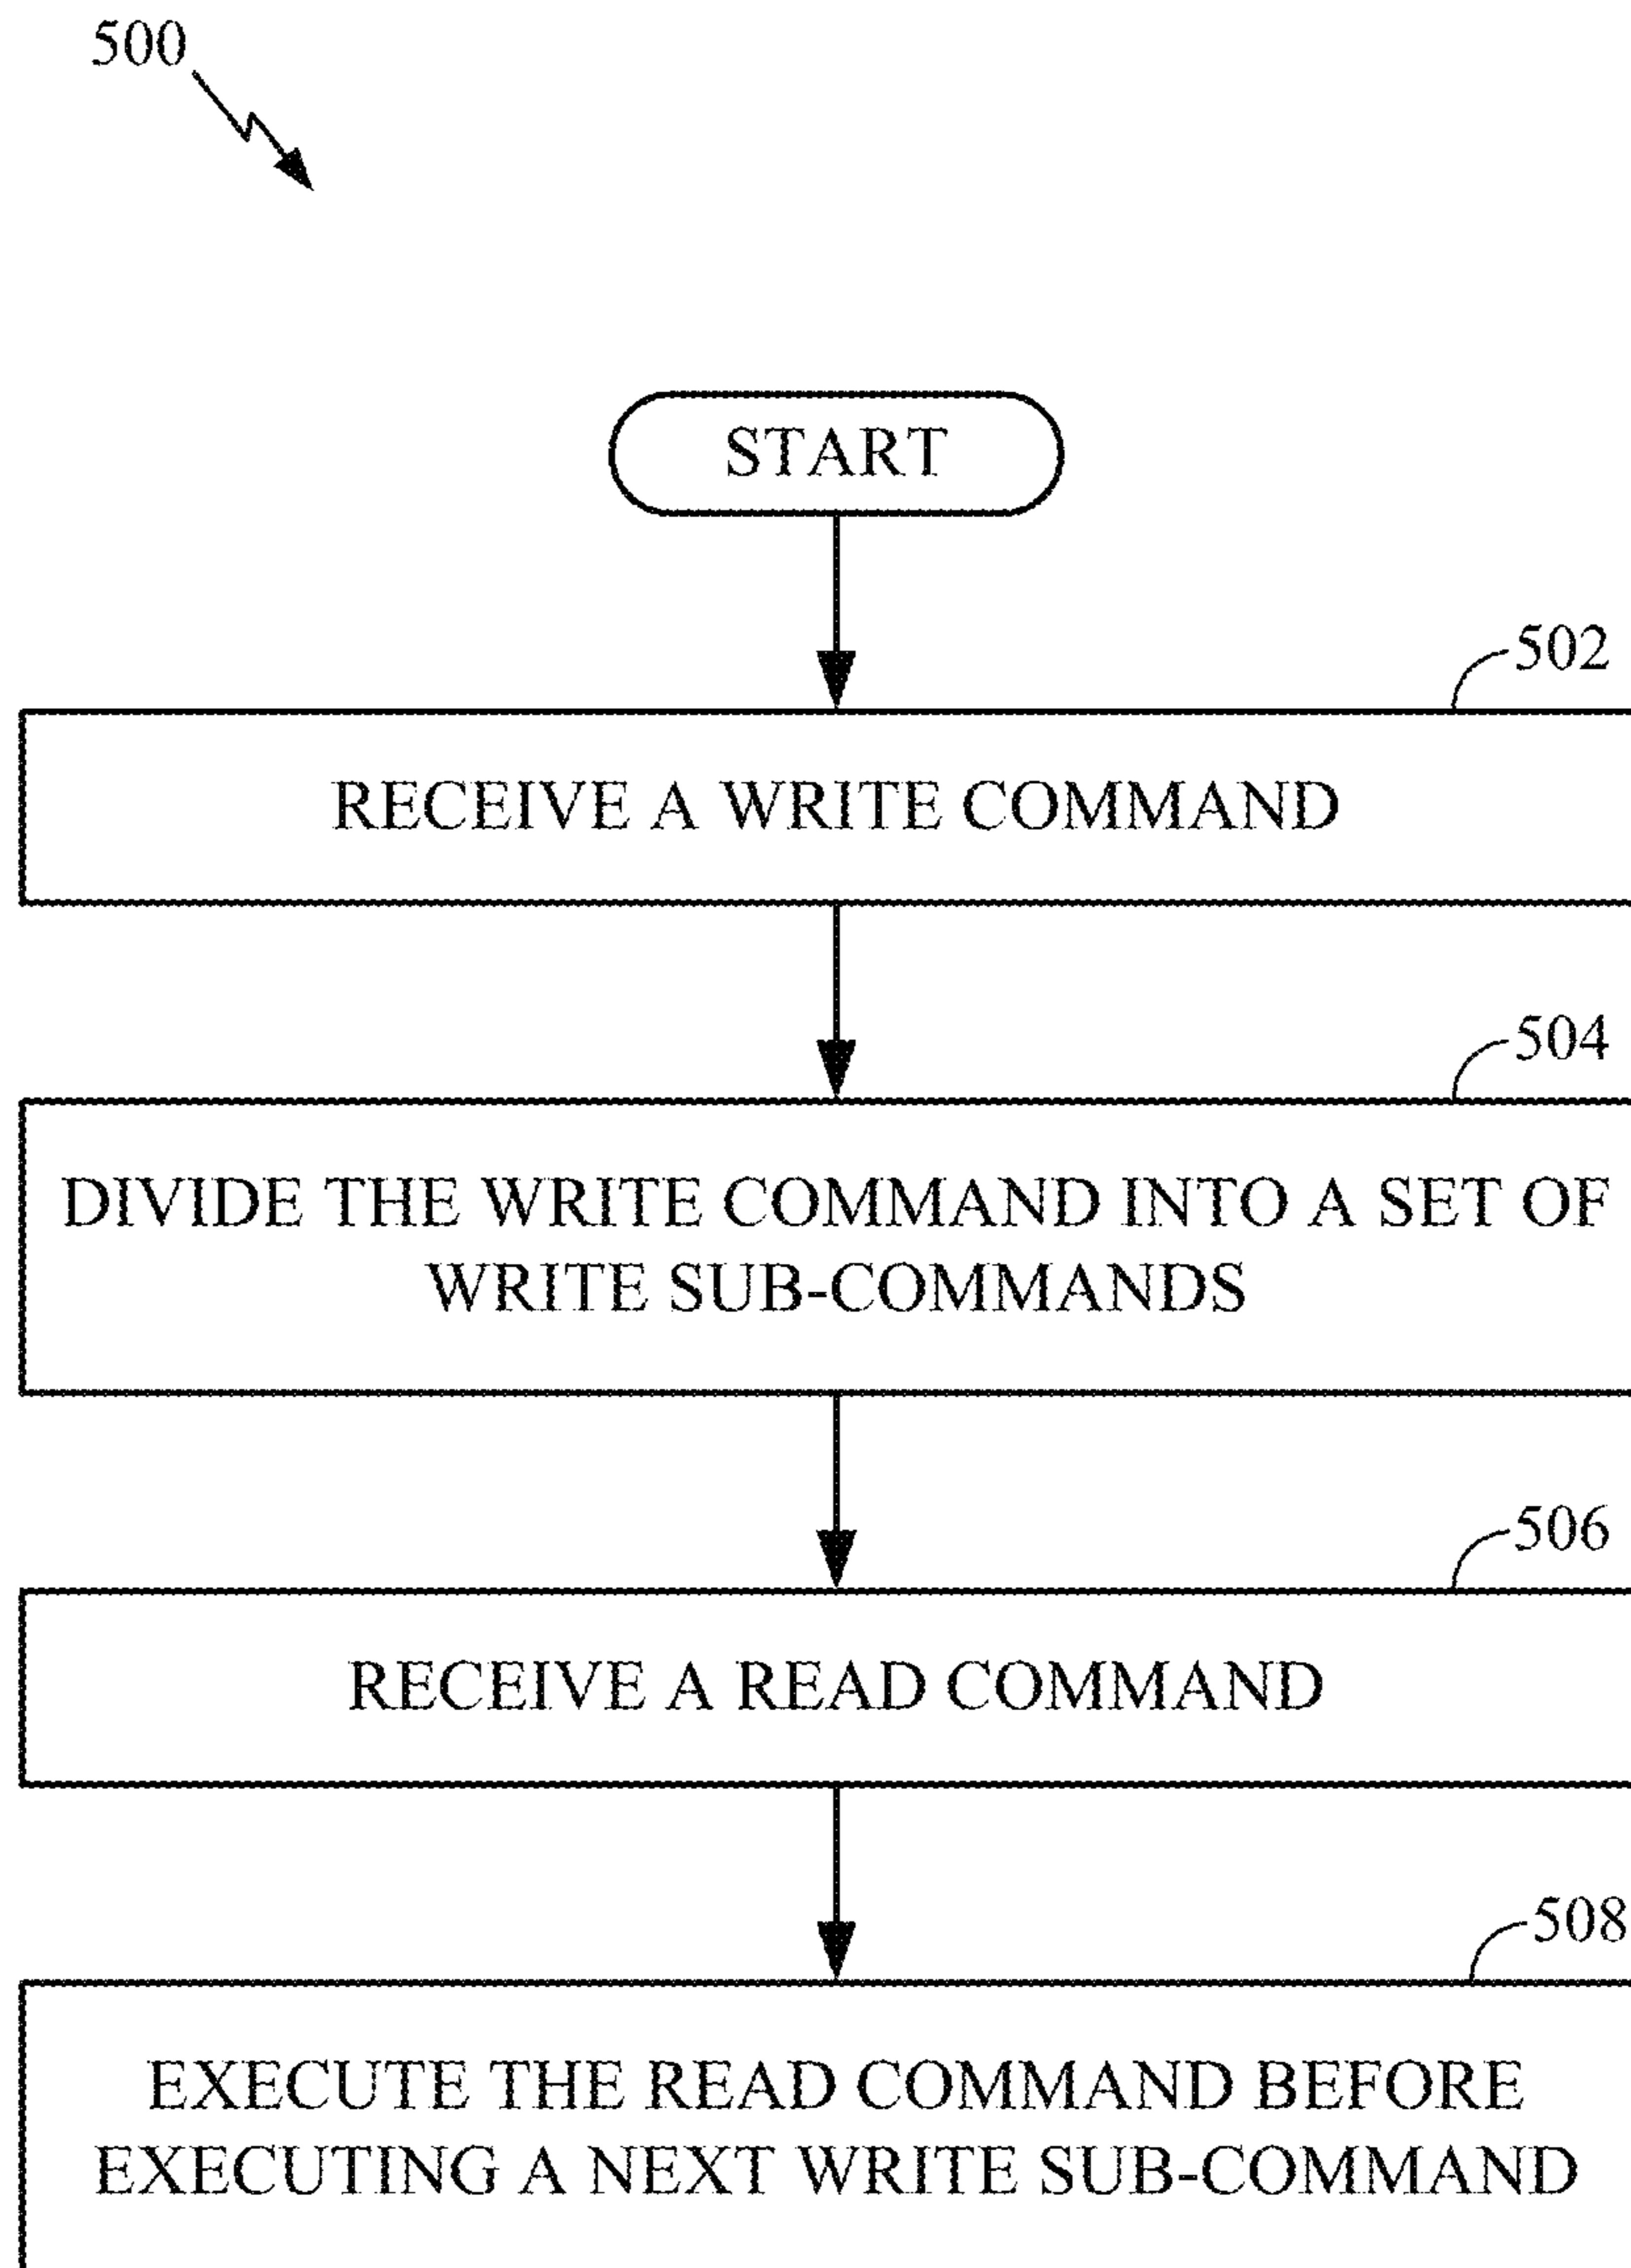 500
START
502
RECEIVE A WRITE COMMAND
504
DIVIDE THE WRITE COMMAND INTO A SET OF
WRITE SUB-COMMANDS
506
RECEIVE A READ COMMAND
508
EXECUTE THE READ COMMAND BEFORE
EXECUTING A NEXT WRITE SUB-COMMAND